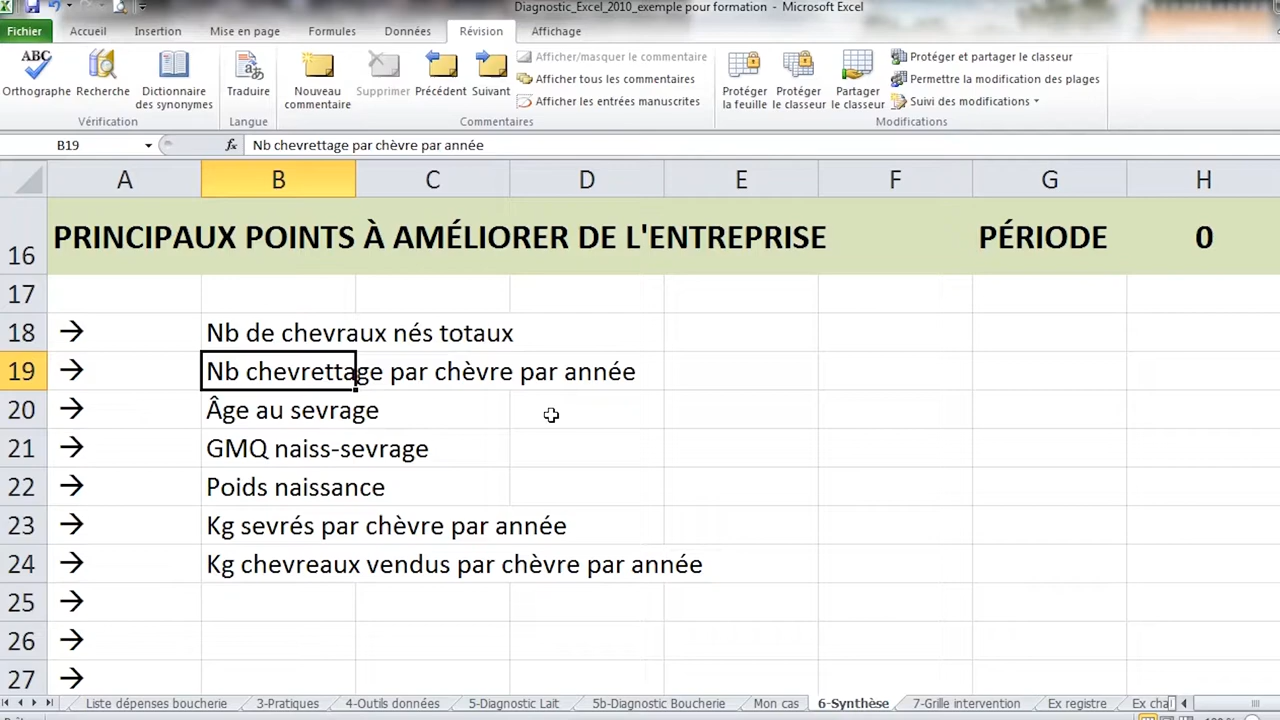 Diagnostic_Excel_2010_exemple pour formation - Microsoft Excel
Fichier Accueil Insertion Mise en page Formules Données Révision Affichage
ABC
Orthographe Recherche Dictionnaire des synonymes
Vérification
Traduire
Langue
Nouveau commentaire Supprimer Précédent Suivant
Afficher/masquer le commentaire
Afficher tous les commentaires
Afficher les entrées manuscrites
Commentaires
Protéger la feuille Protéger le classeur Partager le classeur
Protéger et partager le classeur
Permettre la modification des plages
Suivi des modifications
Modifications
B19 fx Nb chevrettage par chèvre par année
A B C D E F G H
16 PRINCIPAUX POINTS À AMÉLIORER DE L'ENTREPRISE PÉRIODE 0
17
18 → Nb de chevraux nés totaux
19 → Nb chevrettage par chèvre par année
20 → Âge au sevrage
21 → GMQ naiss-sevrage
22 → Poids naissance
23 → Kg sevrés par chèvre par année
24 → Kg chevreaux vendus par chèvre par année
25 →
26 →
27 →
Liste dépenses boucherie 3-Pratiques 4-Outils données 5-Diagnostic Lait 5b-Diagnostic Boucherie Mon cas 6-Synthèse 7-Grille intervention Ex registre Ex cha